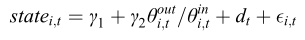 state_{i,t} = γ_1 + γ_2 θ^{out}_{i,t} / θ^{in}_{i,t} + d_t + ϵ_{i,t}